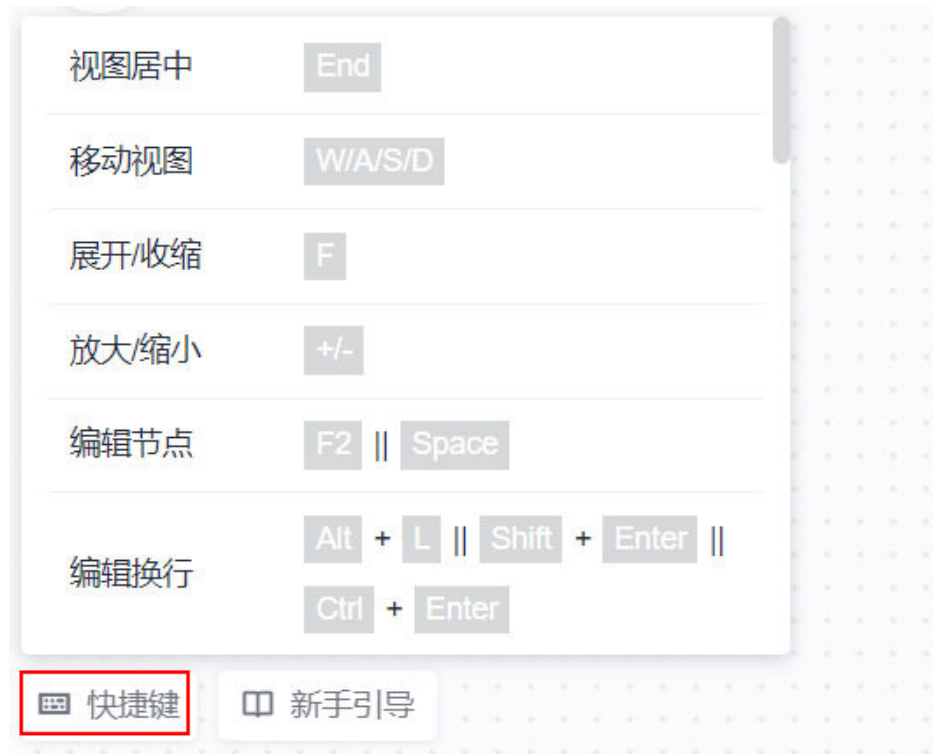 视图居中 End
移动视图 W/A/S/D
展开/收缩 F
放大/缩小 +/-
编辑节点 F2 || Space
编辑换行 Alt + L || Shift + Enter ||
Ctrl + Enter
快捷键 新手引导